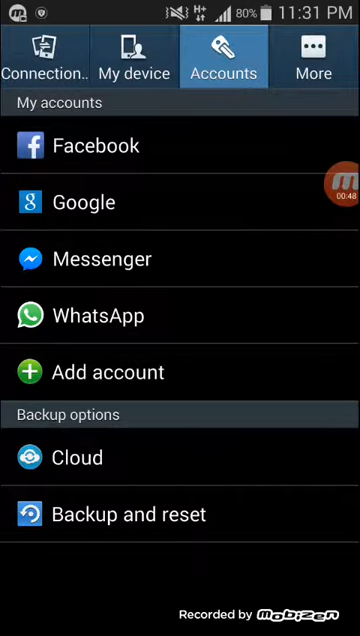 80% 11:31 PM
Connection.. My device Accounts More
My accounts
Facebook
Google
00:48
Messenger
WhatsApp
Add account
Backup options
Cloud
Backup and reset
Recorded by mobizen